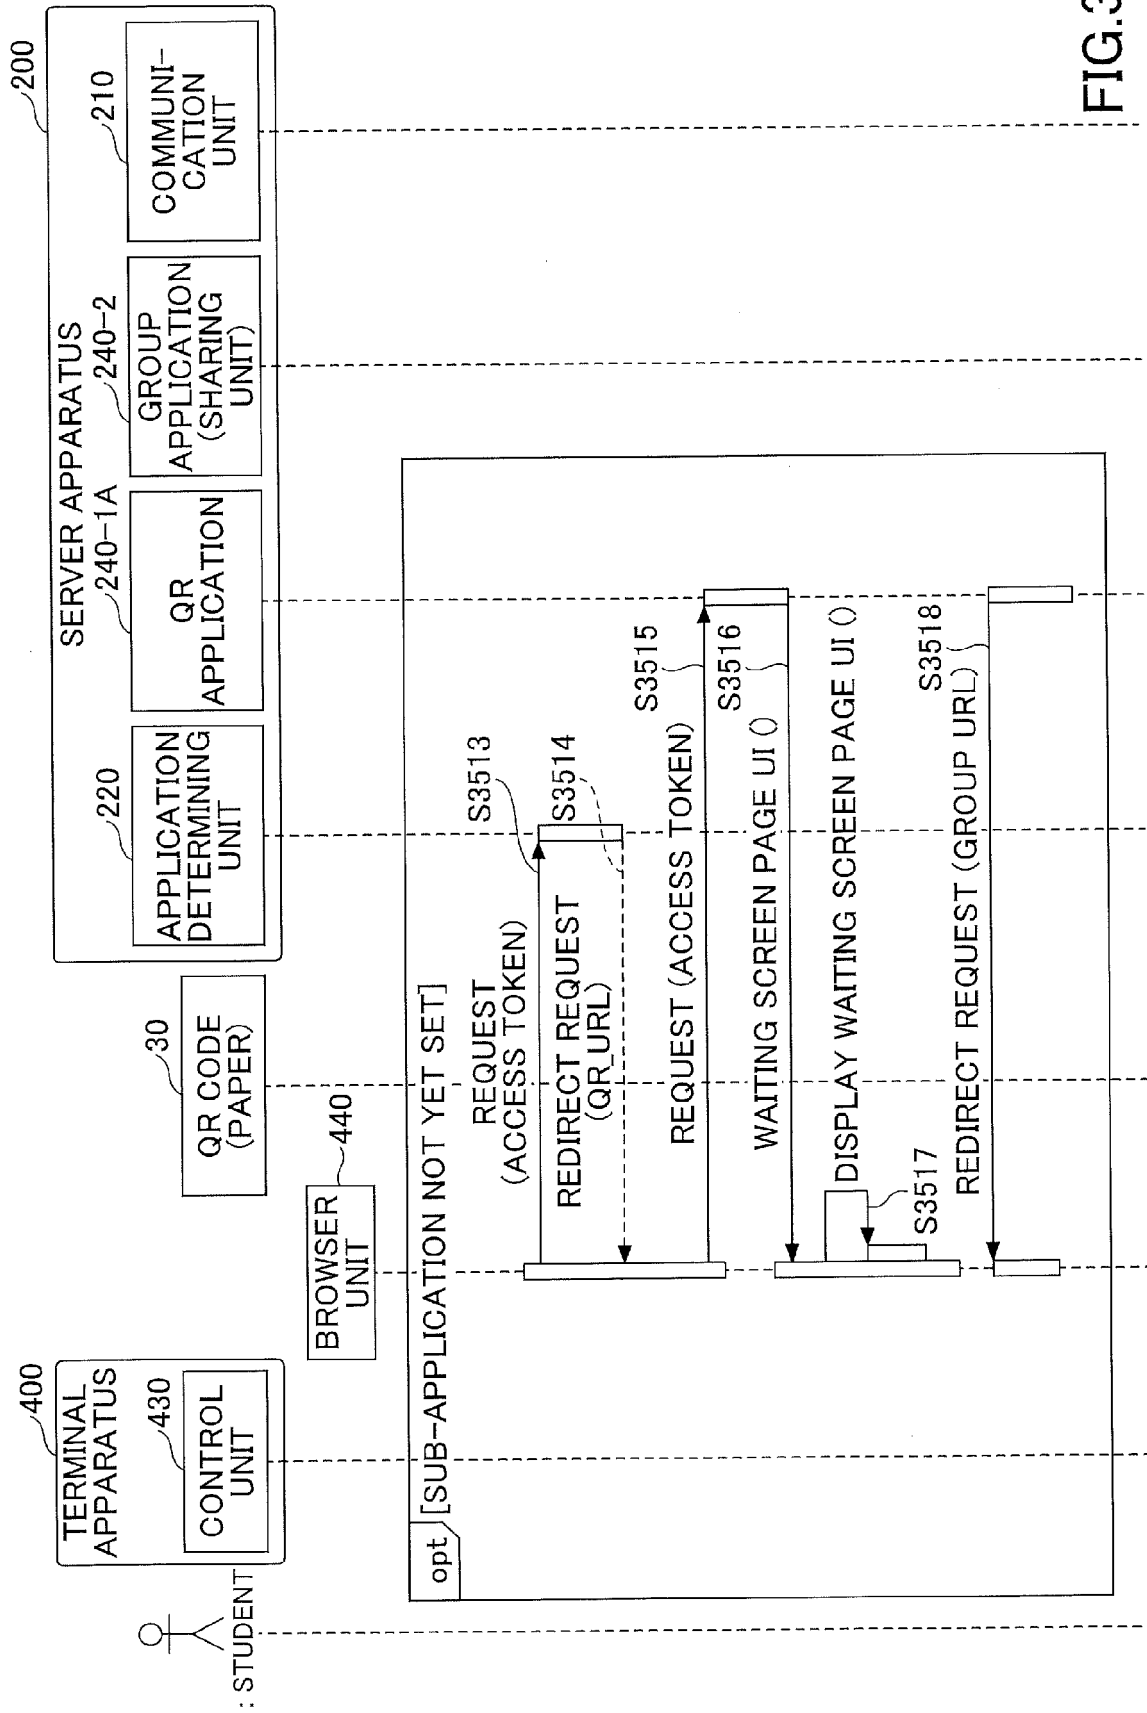 200
SERVER APPARATUS
: STUDENT
400
TERMINAL
APPARATUS
430
CONTROL
UNIT
BROWSER
UNIT
440
30
QR CODE
(PAPER)
220
APPLICATION
DETERMINING
UNIT
240-1A
QR
APPLICATION
240-2
GROUP
APPLICATION
(SHARING
UNIT)
210
COMMUNI-
CATION
UNIT
opt
[SUB-APPLICATION NOT YET SET]
REQUEST
(ACCESS TOKEN)
S3513
REDIRECT REQUEST
(QR_URL)
S3514
REQUEST (ACCESS TOKEN)
S3515
WAITING SCREEN PAGE UI ()
S3516
DISPLAY WAITING SCREEN PAGE UI ()
S3517
REDIRECT REQUEST (GROUP URL)
S3518
FIG.3